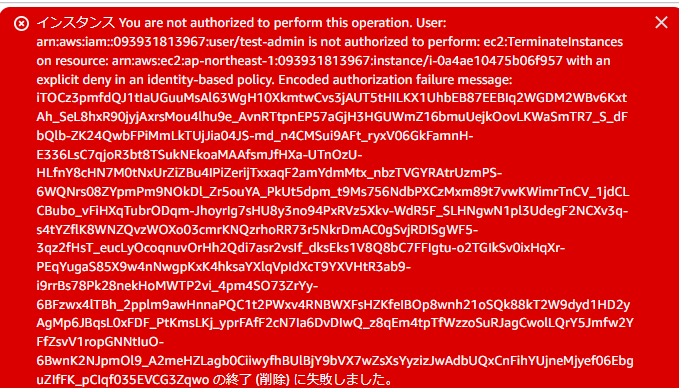 インスタンス You are not authorized to perform this operation. User:
arn:aws:iam::093931813967:user/test-admin is not authorized to perform: ec2:TerminateInstances
on resource: arn:aws:ec2:ap-northeast-1:093931813967:instance/i-0a4ae10475b06f957 with an
explicit deny in an identity-based policy. Encoded authorization failure message:
iTOCz3pmfdQJ1tIaUGuuMsAl63WgH10XkmtwCvs3jAUT5tHILKX1UhbEB87EEBIq2WGDM2WBv6Kxt
Ah_SeL8hxR90jyjAxrsMou4lhu9e_AvnRTtpnEP57aGjH3HGUWmZ16bmuUejkOovLKWaSmTR7_S_dF
bQlb-ZK24QwbFPiMmLkTUjJia04JS-md_n4CMSui9AFt_ryxV06GkFamnH-
E336LsC7qjoR3bt8TSukNEkoaMAAfsmJfHXa-UTnOzU-
HLfnY8cHN7M0tNxUrZiZBu4IPiZerijTxxaqF2amYdmMtx_nbzTVGYRAtrUzmPS-
6WQNrs08ZYpmPm9NOkDl_Zr5ouYA_PkUt5dpm_t9Ms756NdbPXCzMxm89t7vwKWimrTnCV_1jdCL
CBubo_vFiHXqTubrODqm-JhoyrIg7sHU8y3no94PxRVz5Xkv-WdR5F_SLHNgwN1pl3UdegF2NCXv3q-
s4tYZflK8WNZQvzWOXo03cmrKNQzrhoRR73r5NkrDmAC0gSvjRDISgWF5-
3qz2fHsT_eucLyOcoqnuvOrHh2Qdi7asr2vsIf_dksEks1V8Q8bC7FFIgtu-o2TGIkSv0ixHqXr-
PEqYugaS85X9w4nNwgpKxK4hksaYXlqVpIdXcT9YXVHtR3ab9-
i9rrBs78Pk28nekHoMWTP2vi_4pm4SO73ZrYy-
6BFzwx4lTBh_2pplm9awHnnaPQC1t2PWxv4RNBWXFsHZKfeIBOp8wnh21oSQk88kT2W9dyd1HD2y
AgMp6JBqsL0xFDF_PtKmsLKj_yprFAfF2cN7Ia6DvDIwQ_z8qEm4tpTfWzzoSuRJagCwolLQrY5Jmfw2Y
FfZsvV1ropGNNtIuO-
6BwnK2NJpmOl9_A2meHZLagb0CiiwyfhBUlBjY9bVX7wZsXsYyzizJwAdbUQxCnFihYUjneMjyef06Ebg
uZIfFK_pCIqf035EVCG3Zqwo の終了 (削除) に失敗しました。